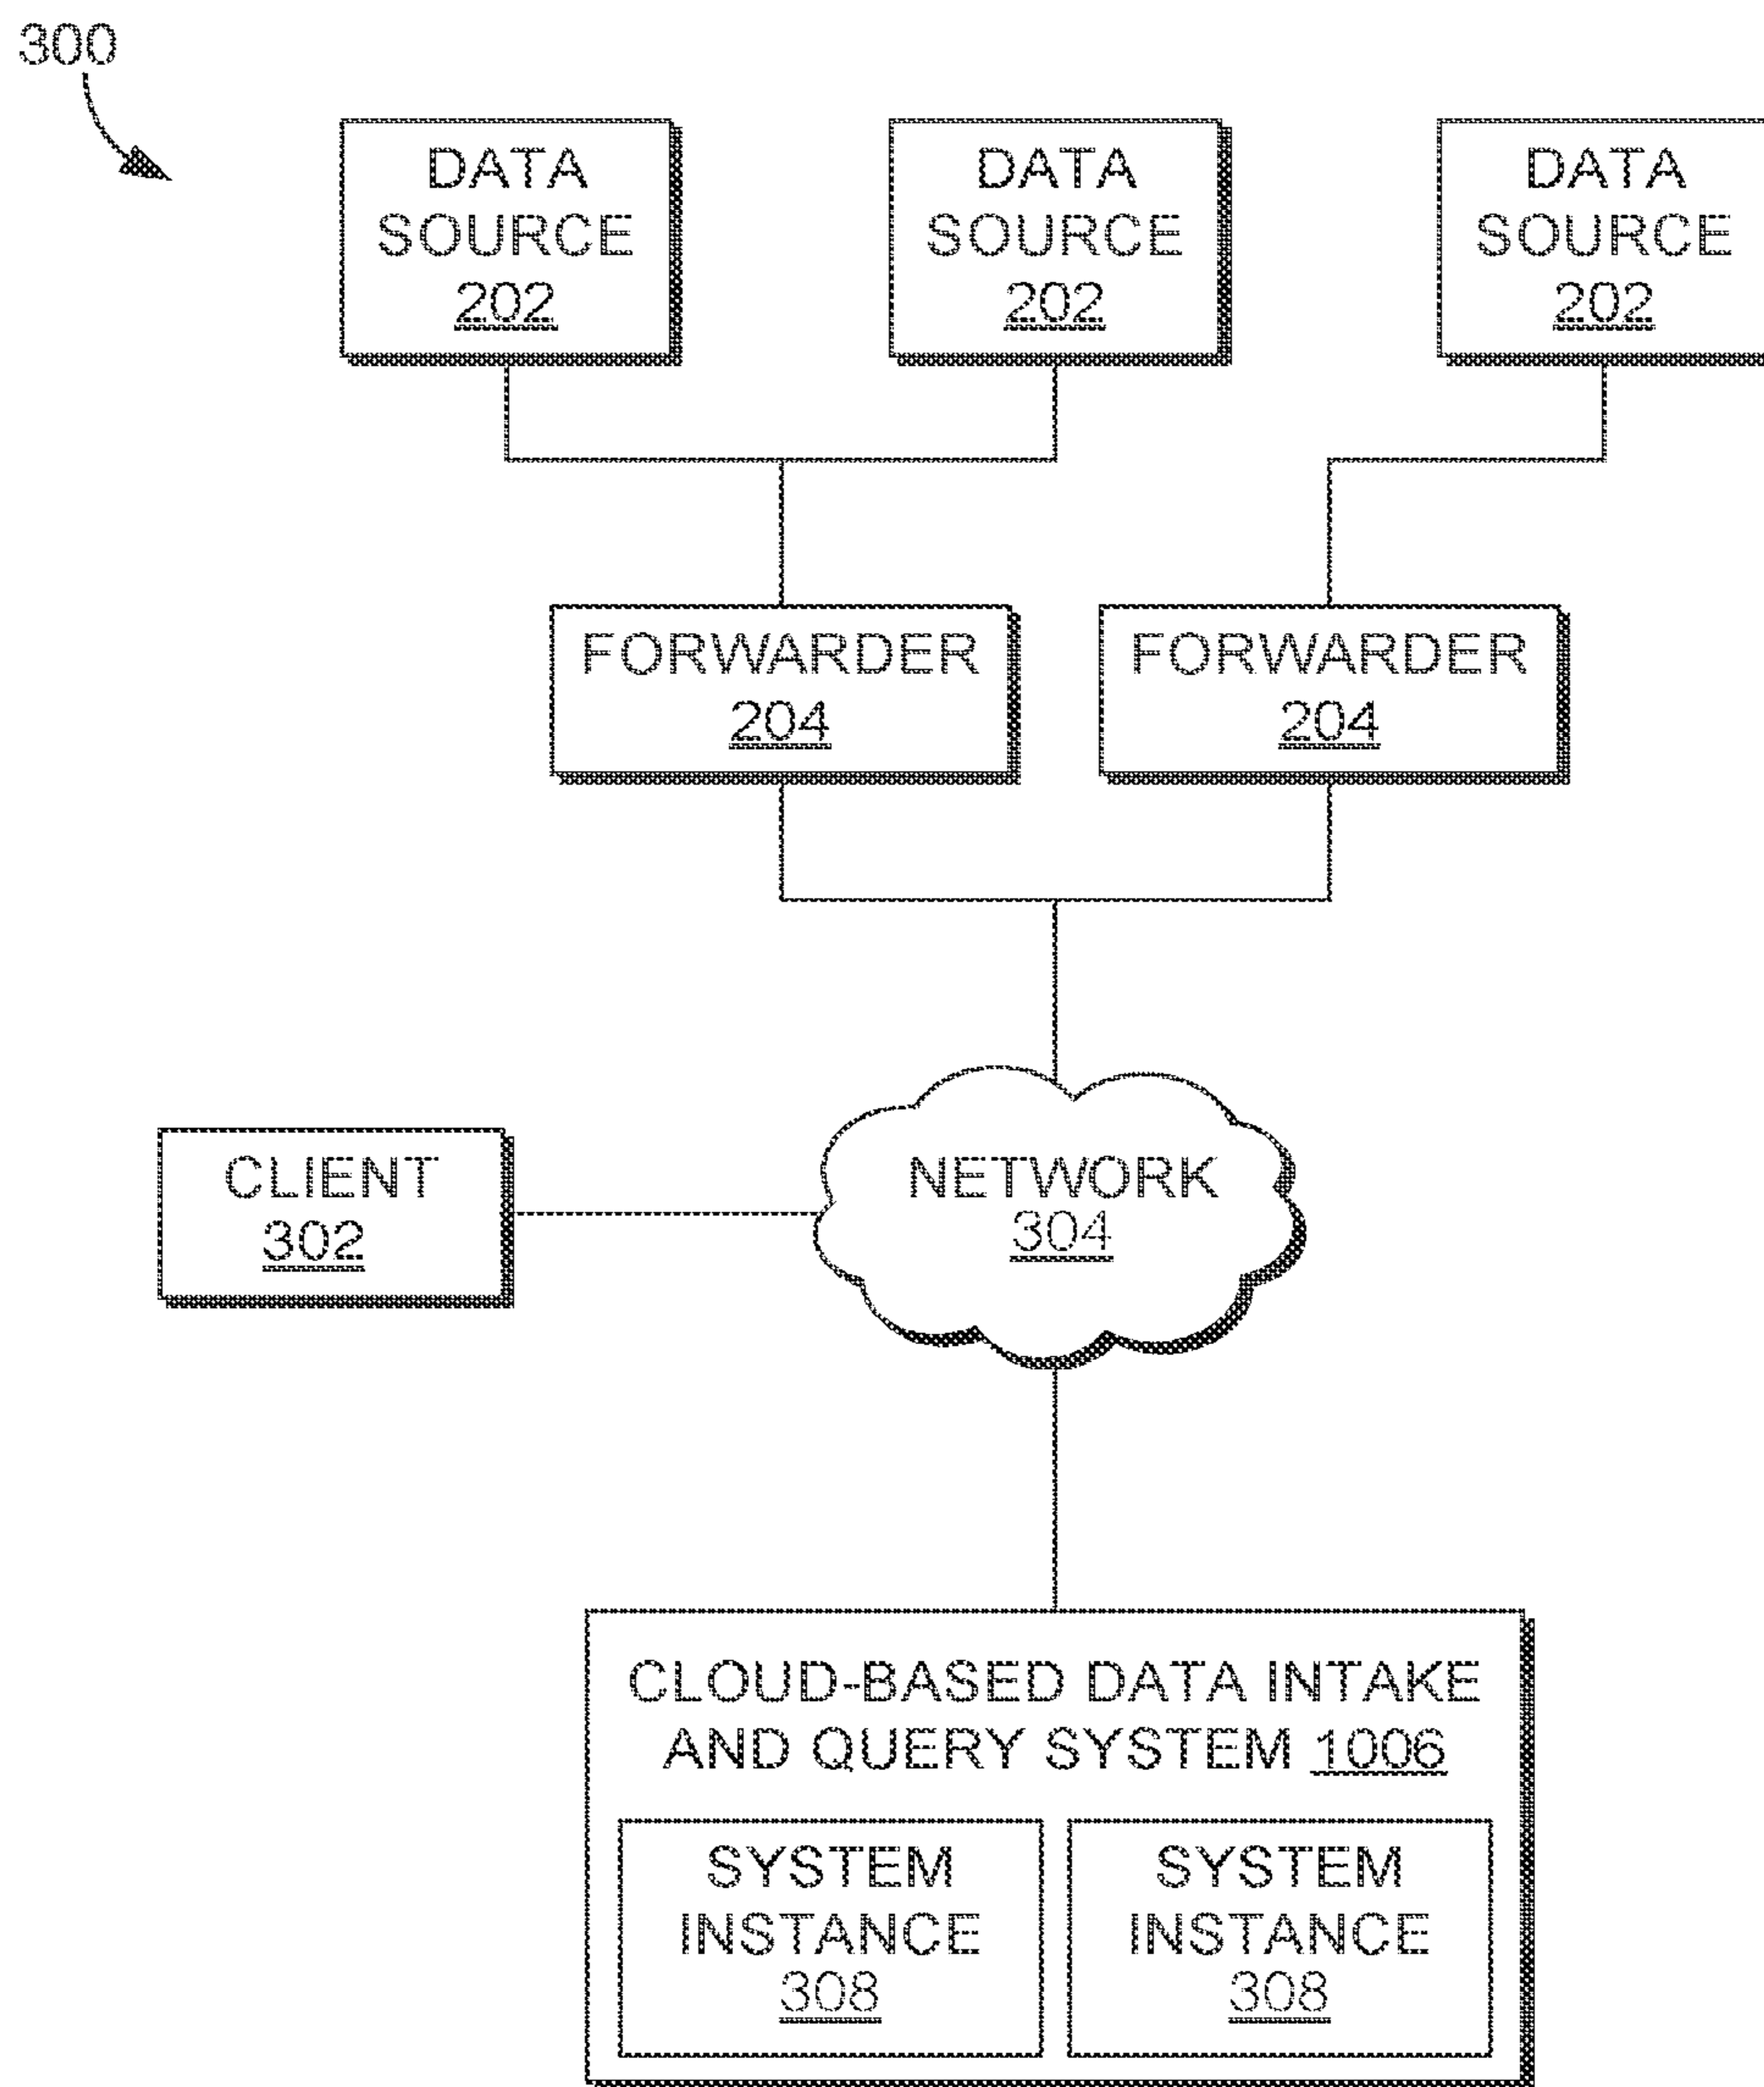 300
DATA
SOURCE
202
DATA
SOURCE
202
DATA
SOURCE
202
FORWARDER
204
FORWARDER
204
CLIENT
302
NETWORK
304
CLOUD-BASED DATA INTAKE
AND QUERY SYSTEM 1006
SYSTEM
INSTANCE
308
SYSTEM
INSTANCE
308